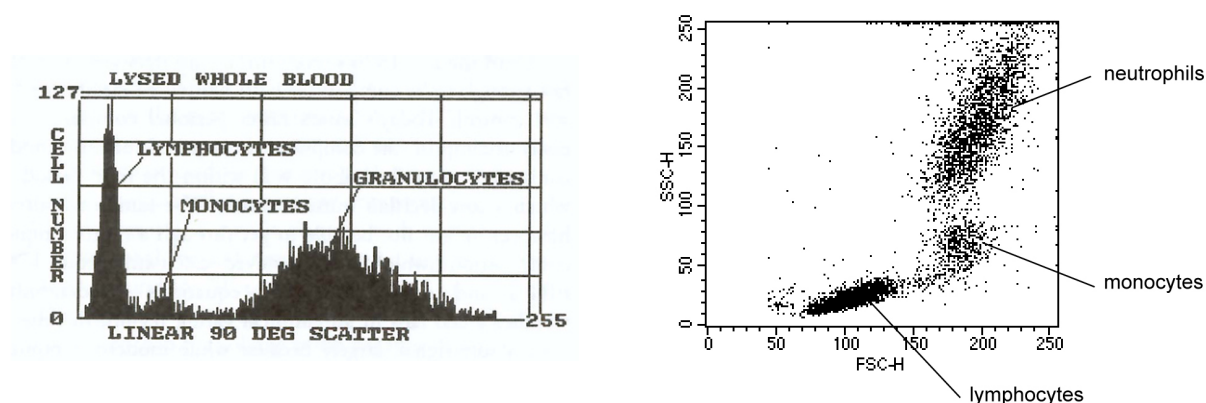 LYSED WHOLE BLOOD
127
CELL NUMBER
LYMPHOCYTES
GRANULOCYTES
MONOCYTES
0
255
LINEAR 90 DEG SCATTER
250
200
150
100
50
0
SSC-H
0 50 100 150 200 250
FSC-H
neutrophils
monocytes
lymphocytes